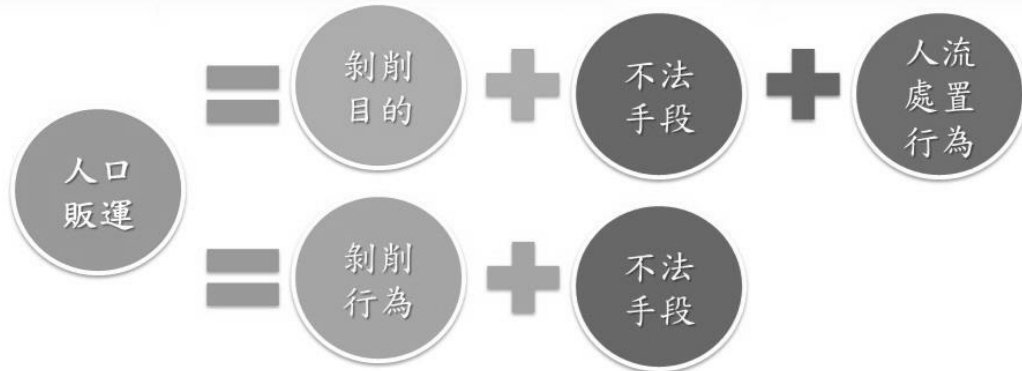 人口
販運
剝削
目的
不法
手段
人流
處置
行為
剝削
行為
不法
手段